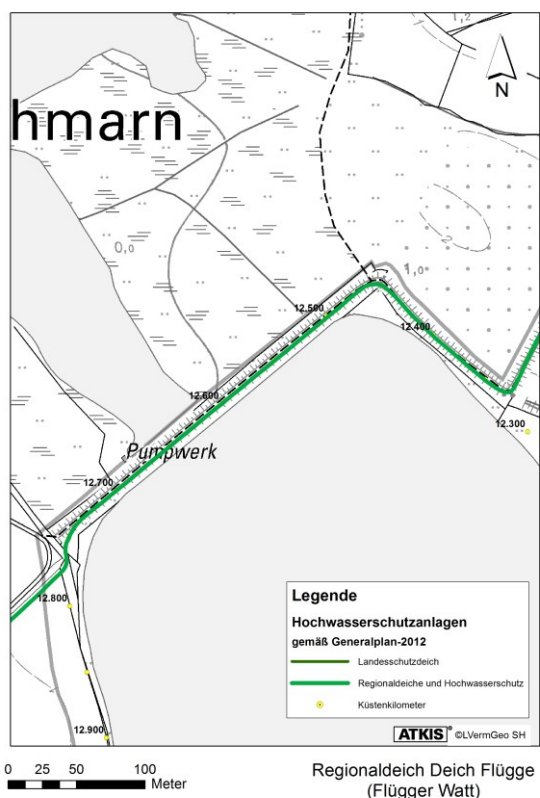 1,2
N
hmarn
0,0
1,0
12.500
12.400
12.600
12.300
Pumpwerk
12.700
12.800
12.900
Legende
Hochwasserschutzanlagen
gemäß Generalplan-2012
Landesschutzdeich
Regionaldeiche und Hochwasserschutz
Küstenkilometer
ATKIS® ©LVermGeo SH
0 25 50 100
Meter
Regionaldeich Deich Flügge
(Flügger Watt)